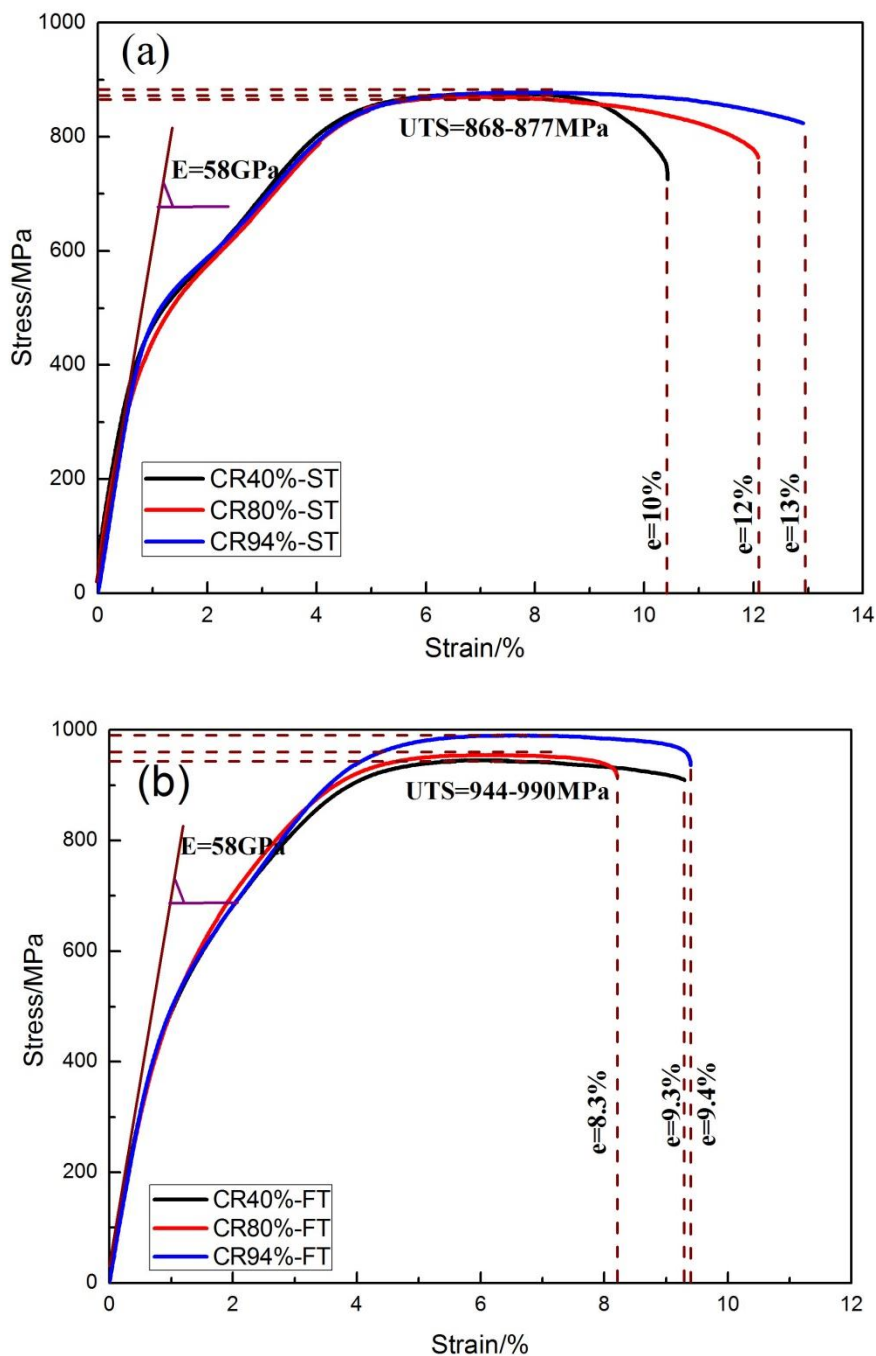 (a)
1000
800
600
400
200
0
Stress/MPa
UTS=868-877MPa
E=58GPa
CR40%-ST
CR80%-ST
CR94%-ST
e=10%
e=12%
e=13%
0 2 4 6 8 10 12 14
Strain/%
(b)
1000
800
600
400
200
0
Stress/MPa
UTS=944-990MPa
E=58GPa
CR40%-FT
CR80%-FT
CR94%-FT
e=8.3%
e=9.3%
e=9.4%
0 2 4 6 8 10 12
Strain/%